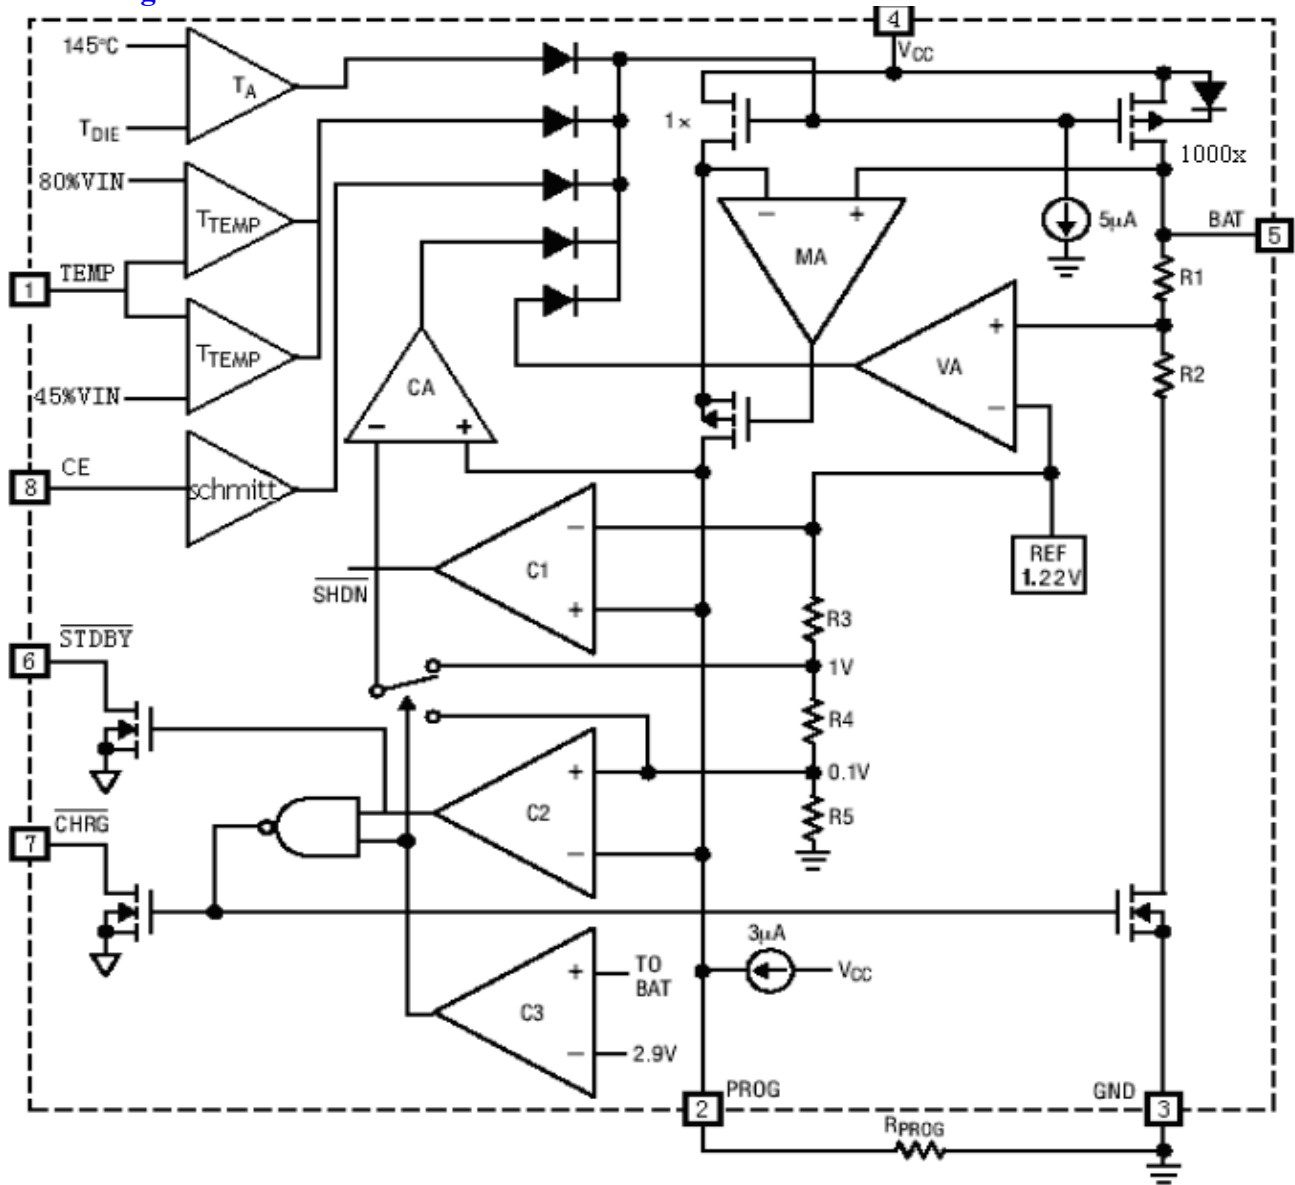 4
VCC
145°C
TA
TDIE
1×
1000x
80%VIN
TTEMP
5µA
BAT
5
− +
MA
TEMP
1
R1
+
VA
−
R2
TTEMP
45%VIN
CA
− +
CE
8
schmitt
−
C1
+
REF
1.22V
SHDN
R3
STDBY
6
1V
R4
+
0.1V
C2
R5
−
CHRG
7
3µA
VCC
+
TO
BAT
C3
−
2.9V
PROG
2
GND
3
RPROG